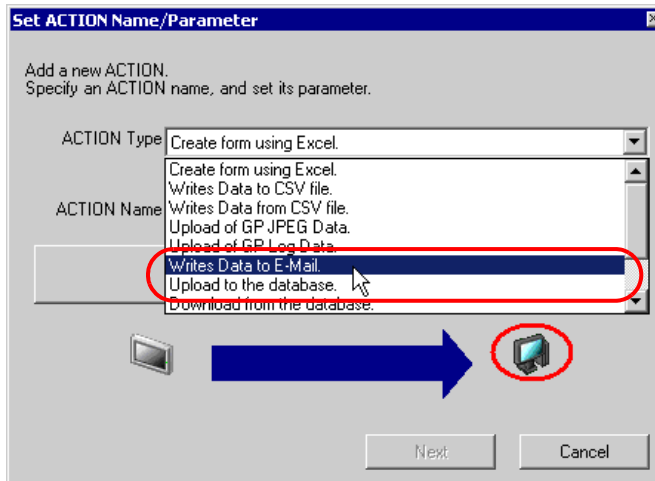 Set ACTION Name/Parameter
Add a new ACTION.
Specify an ACTION name, and set its parameter.
ACTION Type
Create form using Excel.
Create form using Excel.
Writes Data to CSV file.
ACTION Name
Writes Data from CSV file.
Upload of GP JPEG Data.
Upload of GP Log Data.
Writes Data to E-Mail.
Upload to the database.
Download from the database.
Next
Cancel